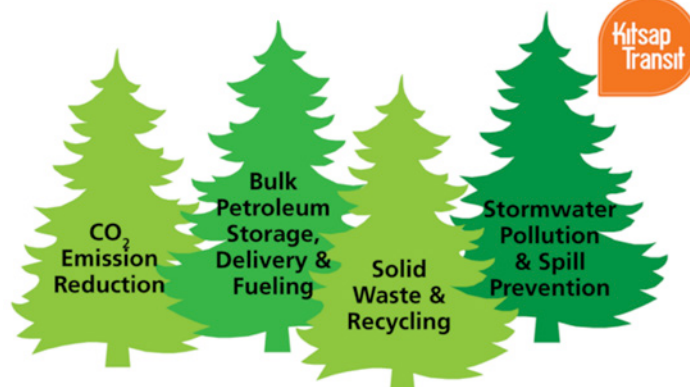 Kitsap
Transit
CO₂
Emission
Reduction
Bulk
Petroleum
Storage,
Delivery &
Fueling
Solid
Waste &
Recycling
Stormwater
Pollution
& Spill
Prevention